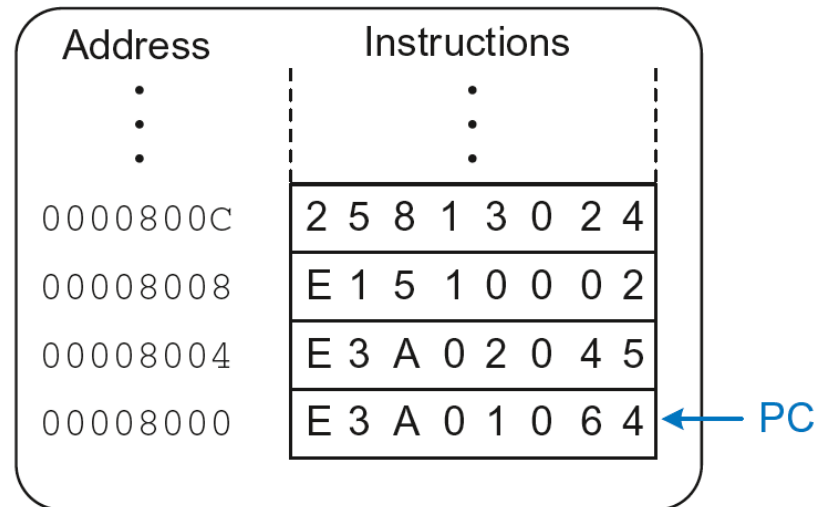 Address Instructions
0000800C 2 5 8 1 3 0 2 4
00008008 E 1 5 1 0 0 0 2
00008004 E 3 A 0 2 0 4 5
00008000 E 3 A 0 1 0 6 4 PC